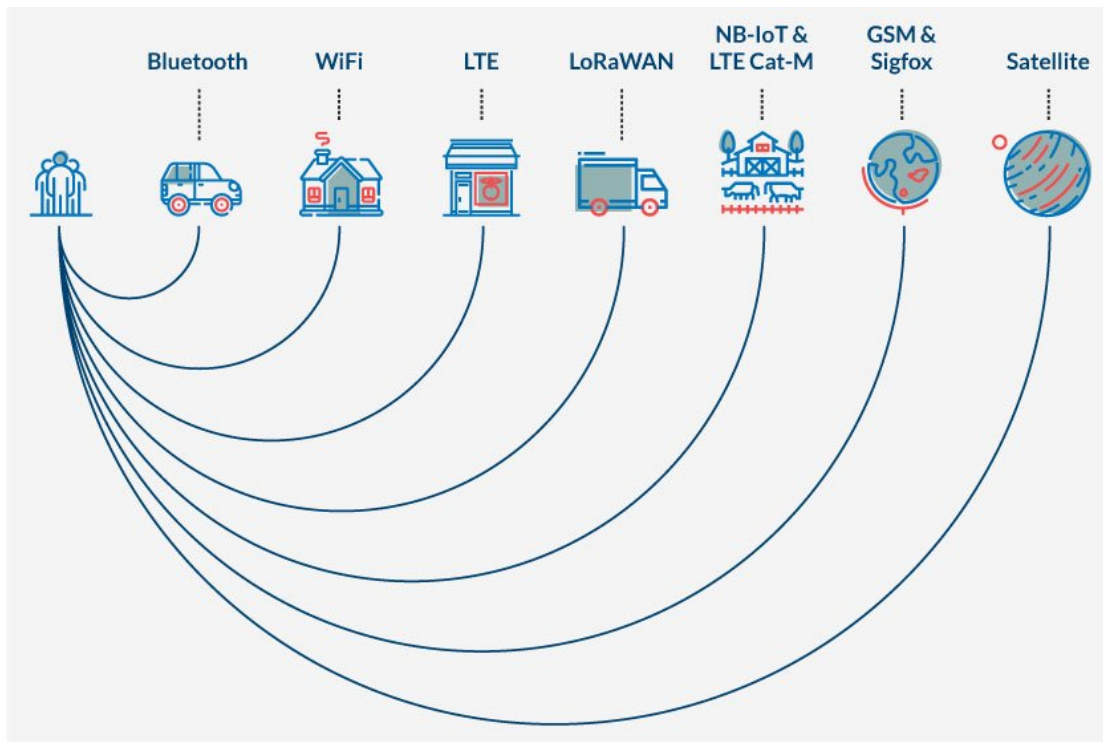 Bluetooth
WiFi
LTE
LoRaWAN
NB-IoT &
LTE Cat-M
GSM &
Sigfox
Satellite